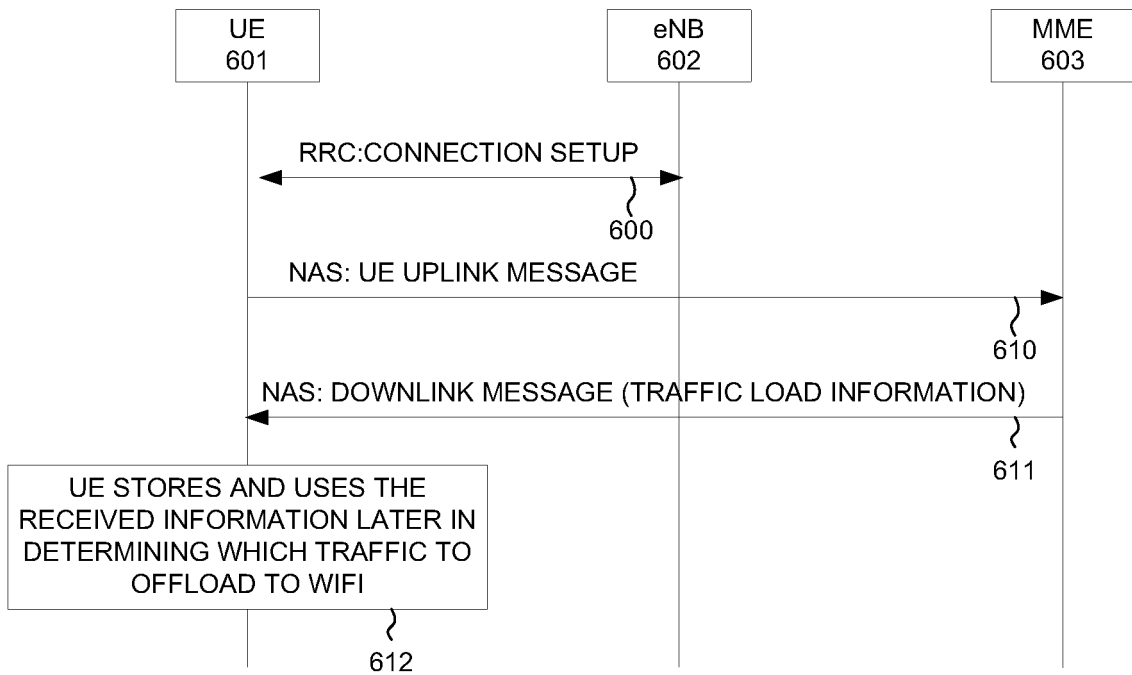 UE
601
eNB
602
MME
603
RRC:CONNECTION SETUP
600
NAS: UE UPLINK MESSAGE
610
NAS: DOWNLINK MESSAGE (TRAFFIC LOAD INFORMATION)
611
UE STORES AND USES THE
RECEIVED INFORMATION LATER IN
DETERMINING WHICH TRAFFIC TO
OFFLOAD TO WIFI
612